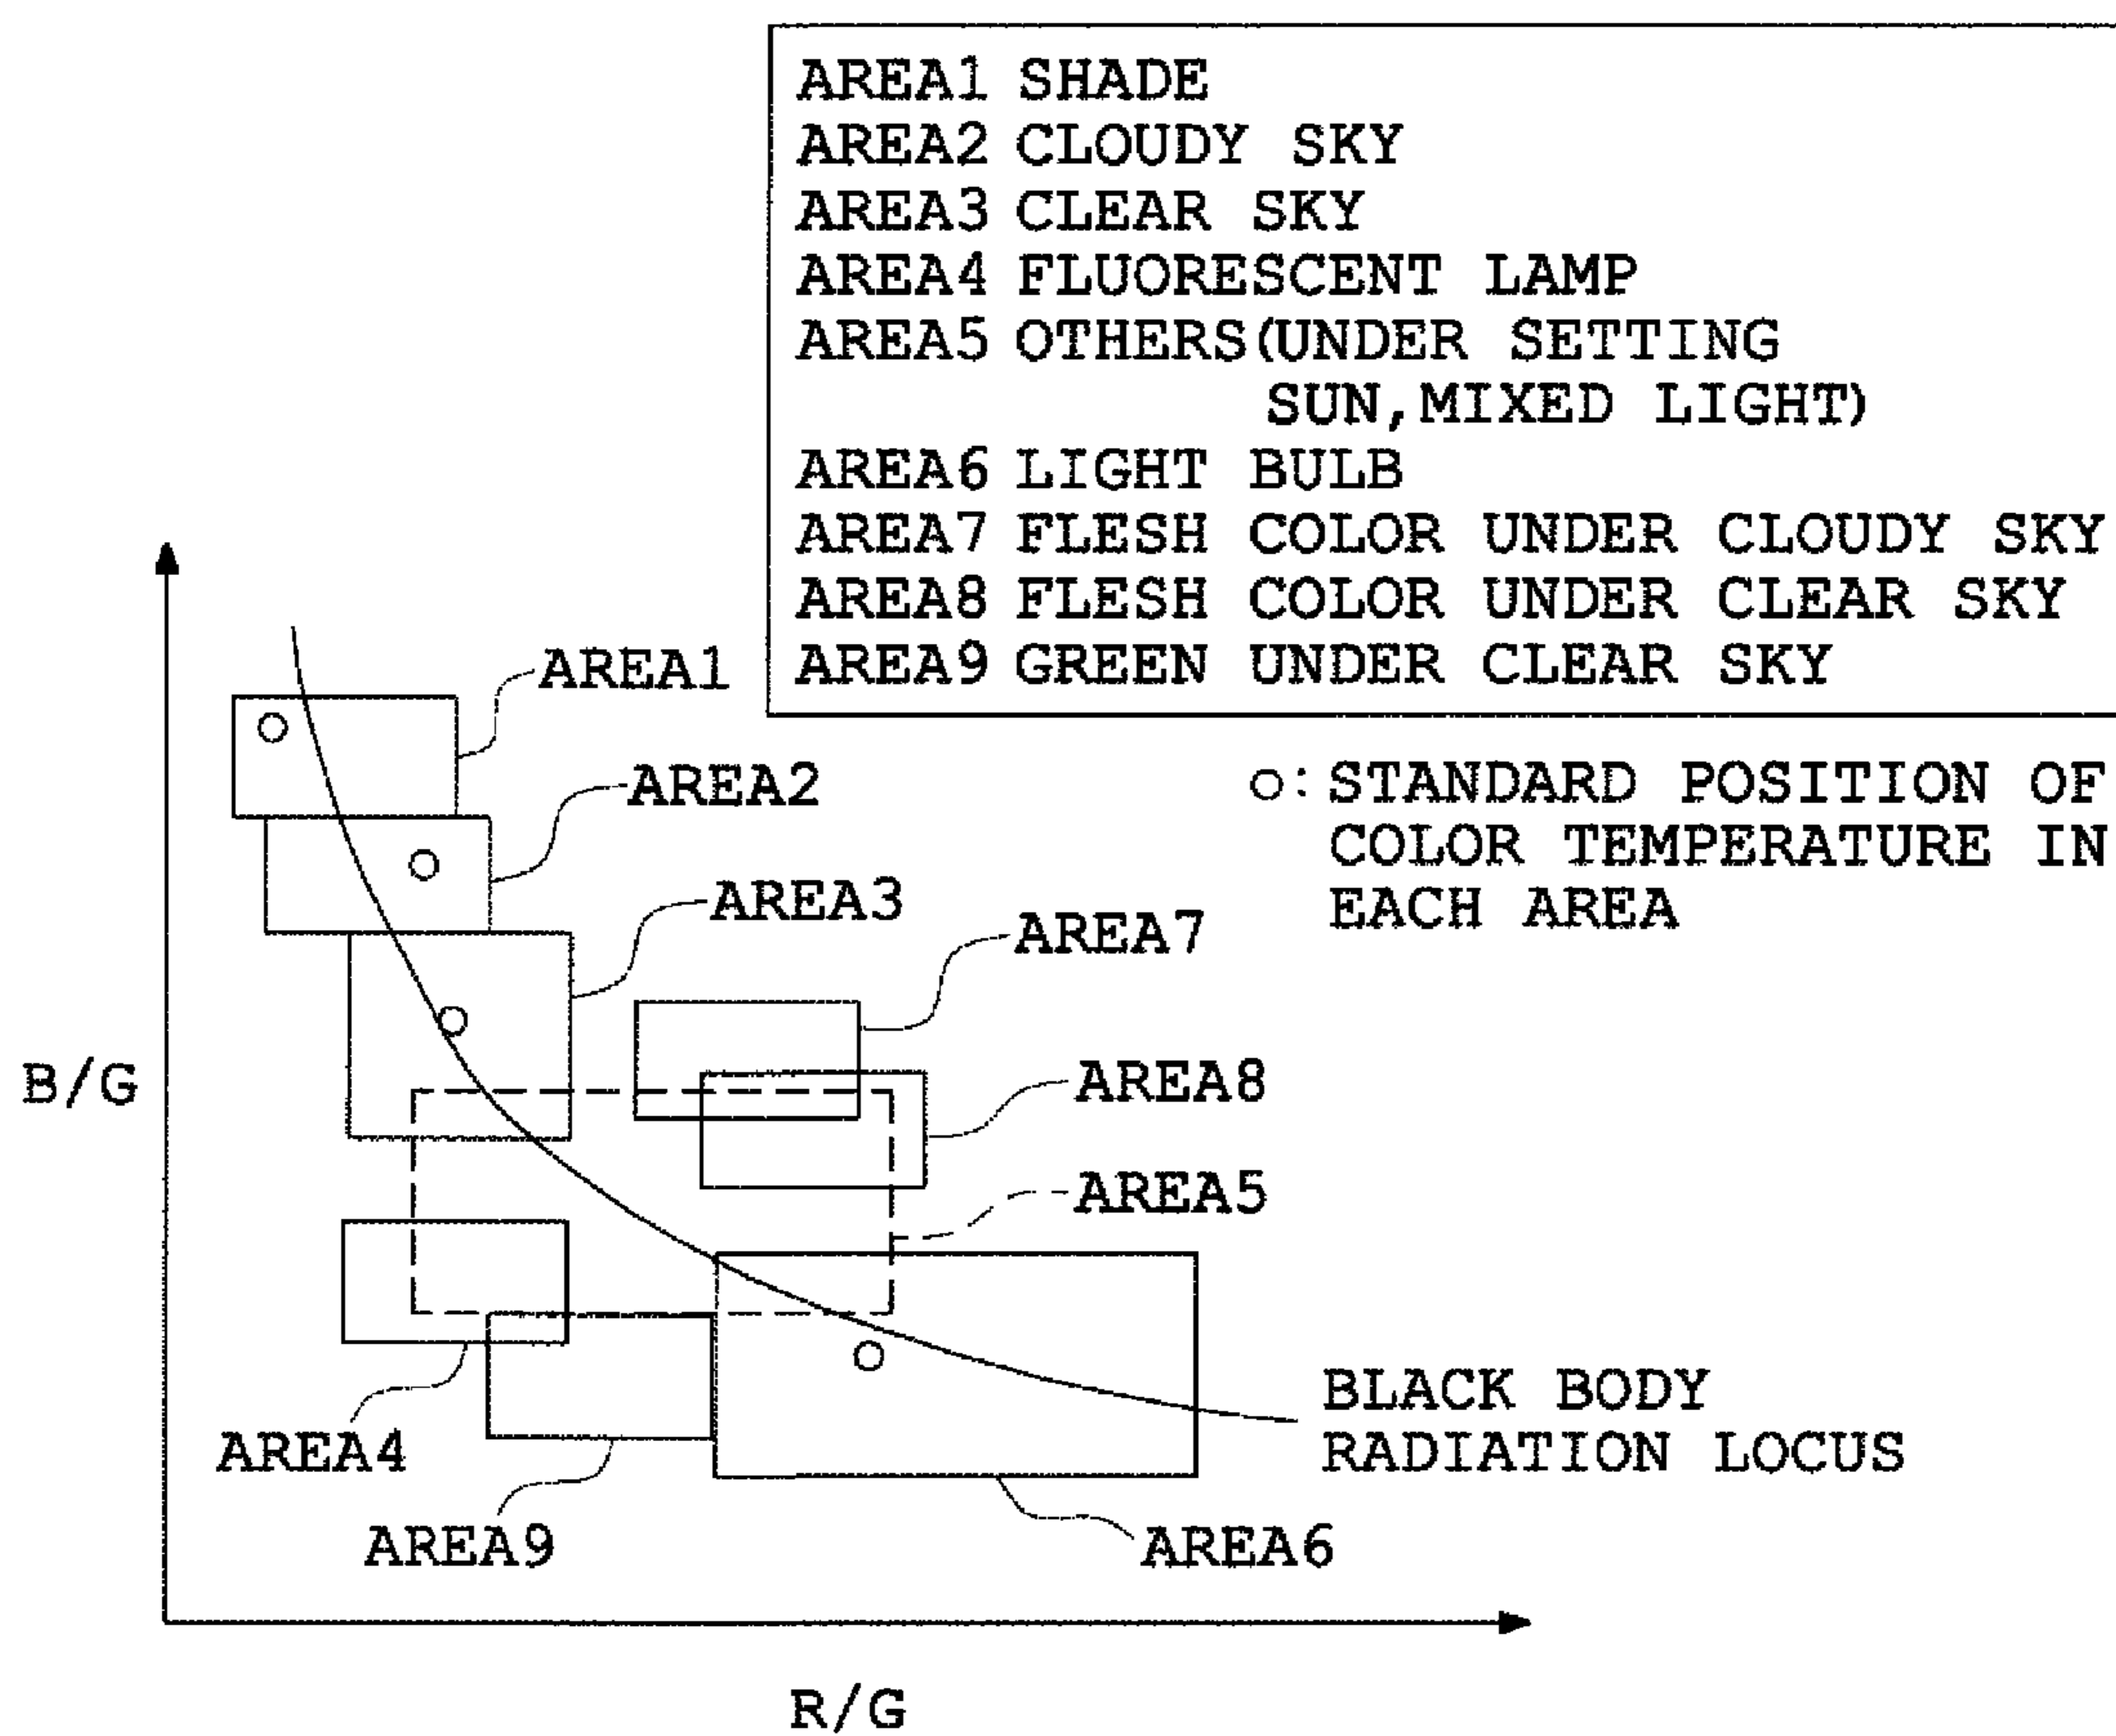 AREA1 SHADE
AREA2 CLOUDY SKY
AREA3 CLEAR SKY
AREA4 FLUORESCENT LAMP
AREA5 OTHERS(UNDER SETTING
SUN,MIXED LIGHT)
AREA6 LIGHT BULB
AREA7 FLESH COLOR UNDER CLOUDY SKY
AREA8 FLESH COLOR UNDER CLEAR SKY
AREA9 GREEN UNDER CLEAR SKY
○: STANDARD POSITION OF
COLOR TEMPERATURE IN
EACH AREA
AREA1
AREA2
AREA3
AREA7
B/G
AREA8
AREA5
BLACK BODY
RADIATION LOCUS
AREA4
AREA9
AREA6
R/G